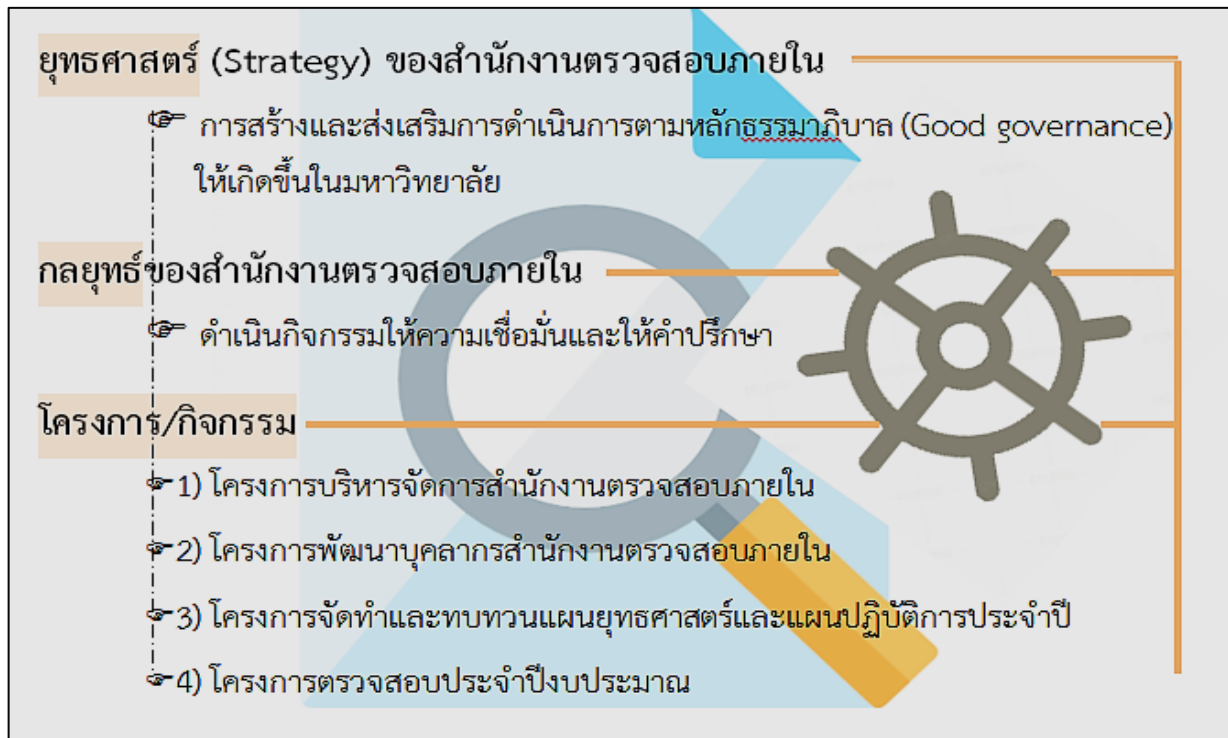 ยุทธศาสตร์ (Strategy) ของสำนักงานตรวจสอบภายใน
☞ การสร้างและส่งเสริมการดำเนินการตามหลักธรรมาภิบาล (Good governance)
ให้เกิดขึ้นในมหาวิทยาลัย
กลยุทธ์ของสำนักงานตรวจสอบภายใน
☞ ดำเนินกิจกรรมให้ความเชื่อมั่นและให้คำปรึกษา
โครงการ/กิจกรรม
☞1) โครงการบริหารจัดการสำนักงานตรวจสอบภายใน
☞2) โครงการพัฒนาบุคลากรสำนักงานตรวจสอบภายใน
☞3) โครงการจัดทำและทบทวนแผนยุทธศาสตร์และแผนปฏิบัติการประจำปี
☞4) โครงการตรวจสอบประจำปีงบประมาณ